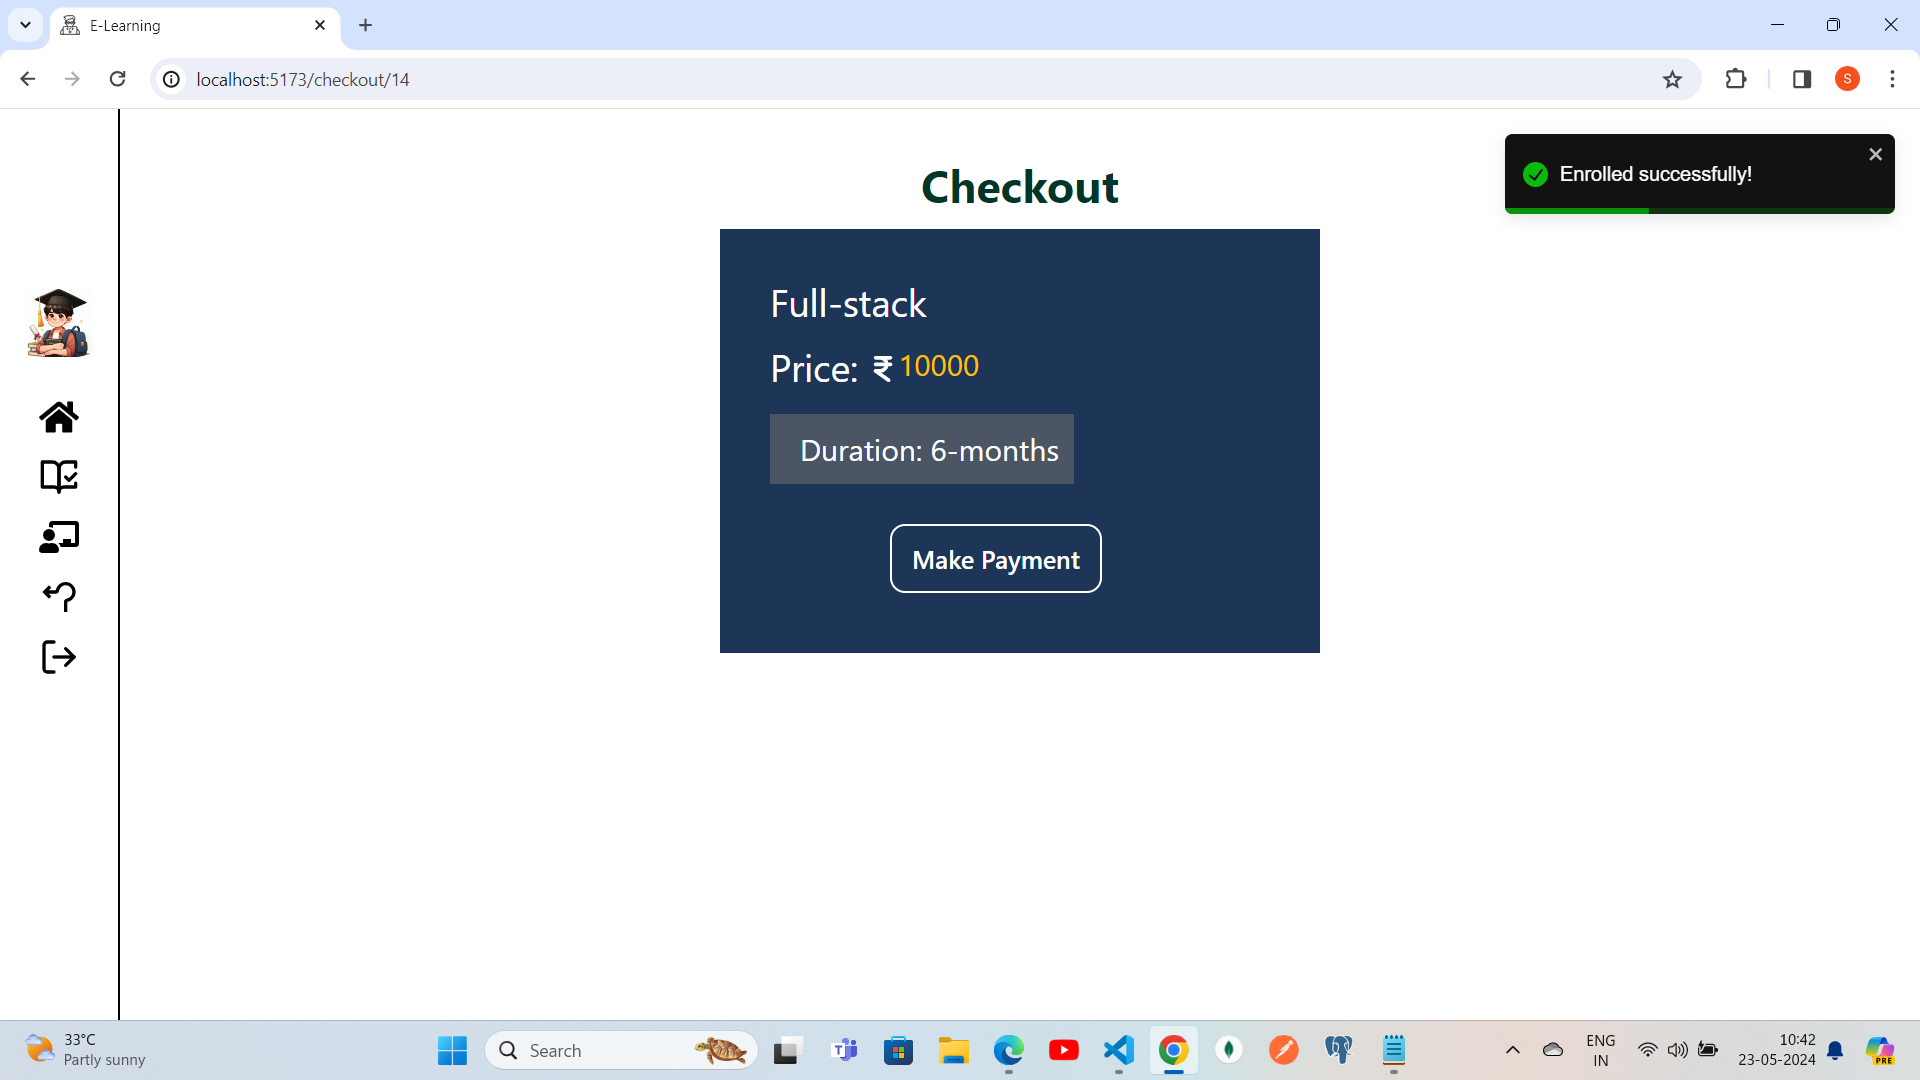 E-Learning
localhost:5173/checkout/14
S
Enrolled successfully!
Checkout
Full-stack
Price: ₹ 10000
Duration: 6-months
Make Payment
33°C
Partly sunny
Search
ENG
IN
10:42
23-05-2024
PRE